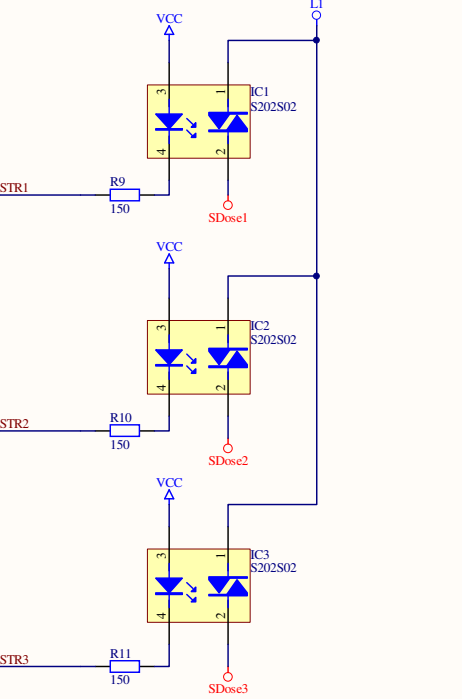 L1
VCC
3
1
IC1
S202S02
4
2
STR1
R9
150
SDose1
VCC
3
1
IC2
S202S02
4
2
STR2
R10
150
SDose2
VCC
3
1
IC3
S202S02
4
2
STR3
R11
150
SDose3